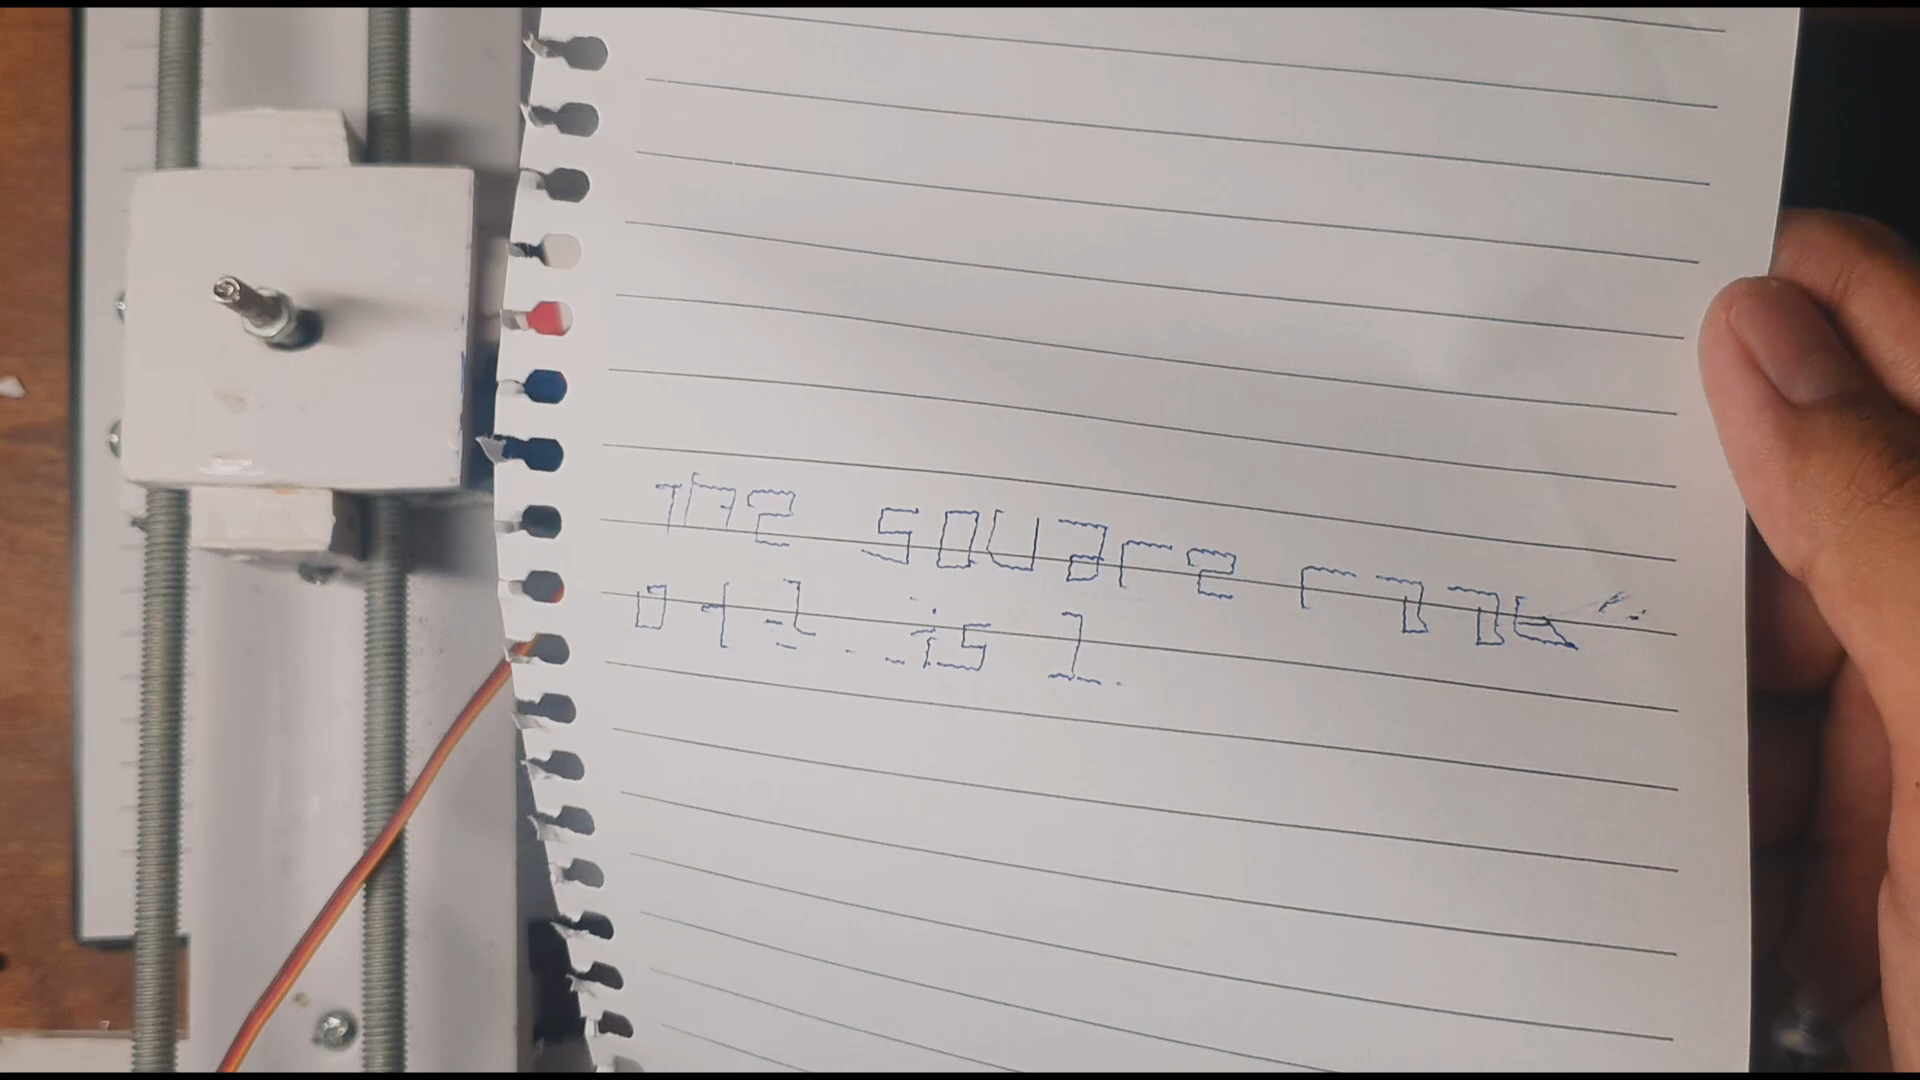 The square root
of 1 is 1.